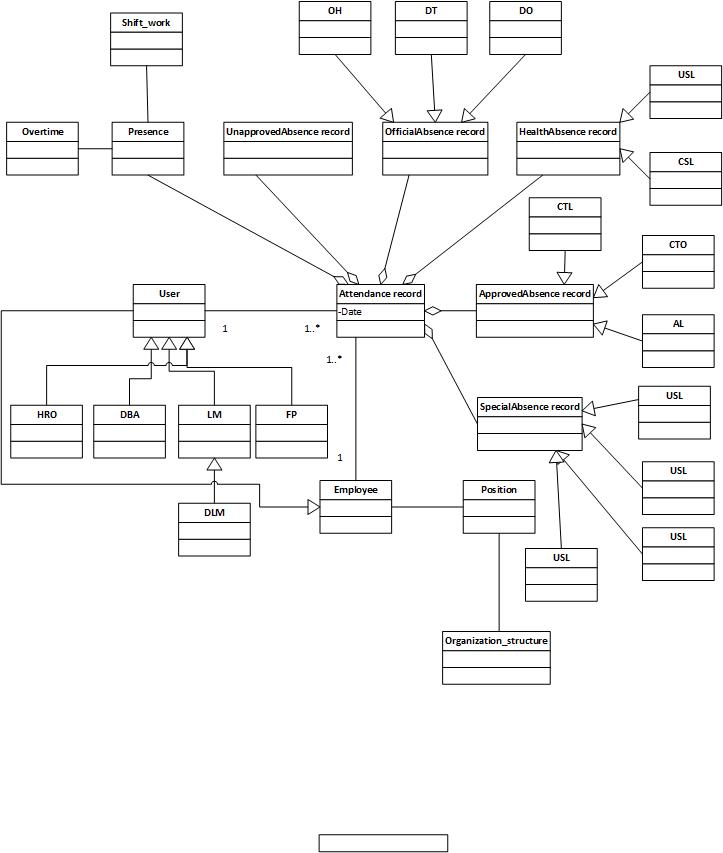 OH
DT
DO
Shift_work
USL
Overtime
Presence
UnapprovedAbsence record
OfficialAbsence record
HealthAbsence record
CSL
CTL
CTO
User
Attendance record
ApprovedAbsence record
-Date
AL
1
1..*
1..*
USL
SpecialAbsence record
HRO
DBA
LM
FP
1
USL
Employee
Position
DLM
USL
USL
Organization_structure